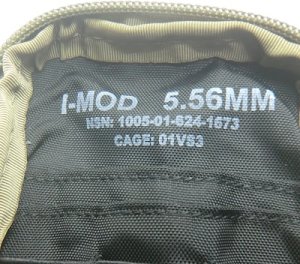 I-MOD 5.56MM
NSN: 1005-01-624-1673
CAGE: 01VS3